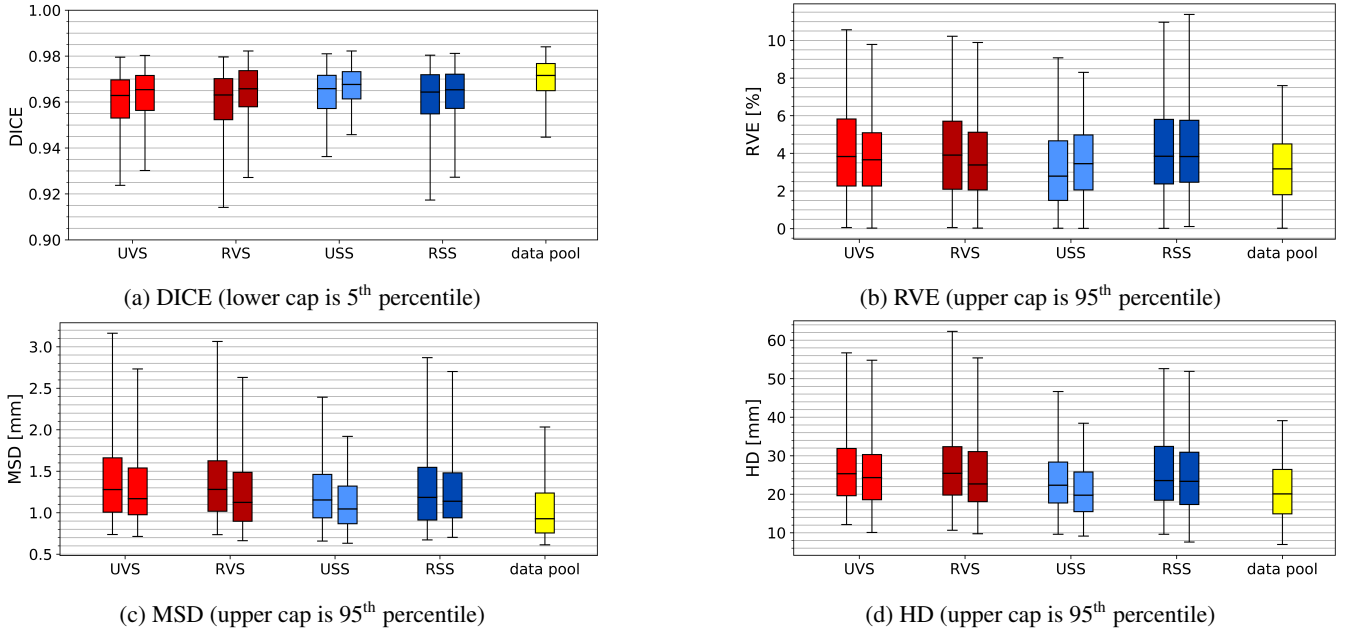 1.00
0.98
0.96
0.94
0.92
0.90
DICE
UVS RVS USS RSS data pool
(a) DICE (lower cap is 5th percentile)
10
8
6
4
2
0
RVE [%]
UVS RVS USS RSS data pool
(b) RVE (upper cap is 95th percentile)
3.0
2.5
2.0
1.5
1.0
0.5
MSD [mm]
UVS RVS USS RSS data pool
(c) MSD (upper cap is 95th percentile)
60
50
40
30
20
10
HD [mm]
UVS RVS USS RSS data pool
(d) HD (upper cap is 95th percentile)